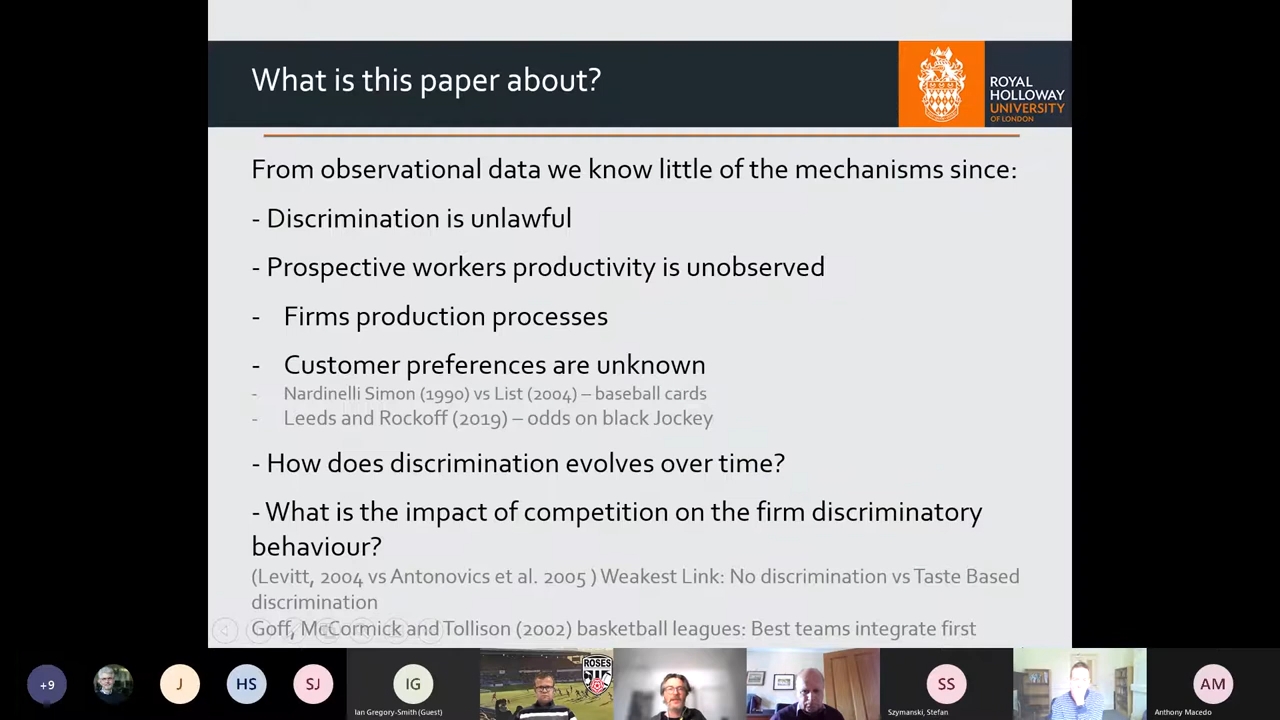 What is this paper about?
ROYAL
HOLLOWAY
UNIVERSITY
OF LONDON
From observational data we know little of the mechanisms since:
- Discrimination is unlawful
- Prospective workers productivity is unobserved
- Firms production processes
- Customer preferences are unknown
- Nardinelli Simon (1990) vs List (2004) – baseball cards
- Leeds and Rockoff (2019) – odds on black Jockey
- How does discrimination evolves over time?
- What is the impact of competition on the firm discriminatory
behaviour?
(Levitt, 2004 vs Antonovics et al. 2005 ) Weakest Link: No discrimination vs Taste Based
discrimination
Goff, McCormick and Tollison (2002) basketball leagues: Best teams integrate first
+9
J
HS
SJ
IG
Ian Gregory-Smith (Guest)
ROSES
SS
Szymanski, Stefan
AM
Anthony Macedo